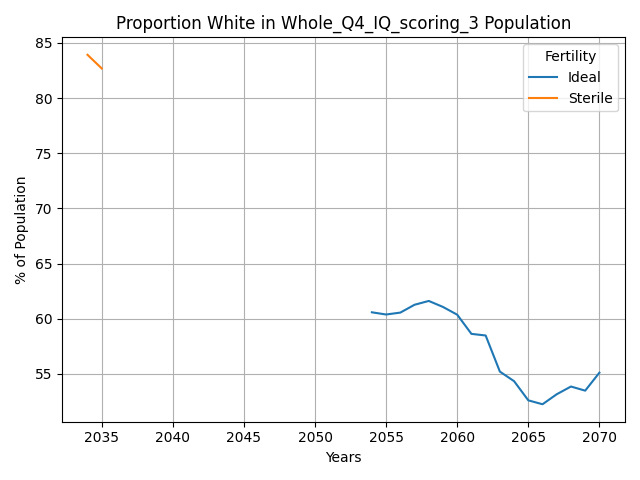 Proportion White in Whole_Q4_IQ_scoring_3 Population
85
80
75
70
65
60
55
% of Population
Fertility
Ideal
Sterile
2035 2040 2045 2050 2055 2060 2065 2070
Years